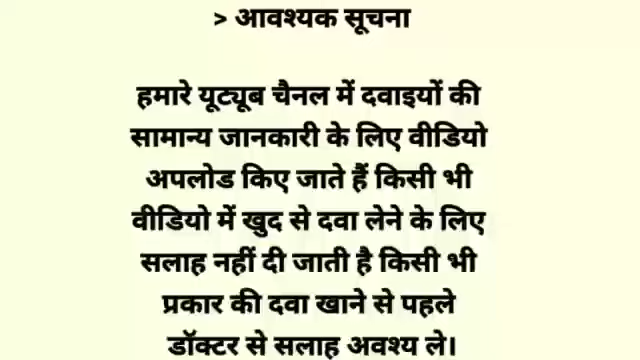 > आवश्यक सूचना
हमारे यूट्यूब चैनल में दवाइयों की
सामान्य जानकारी के लिए वीडियो
अपलोड किए जाते हैं किसी भी
वीडियो में खुद से दवा लेने के लिए
सलाह नहीं दी जाती है किसी भी
प्रकार की दवा खाने से पहले
डॉक्टर से सलाह अवश्य ले।